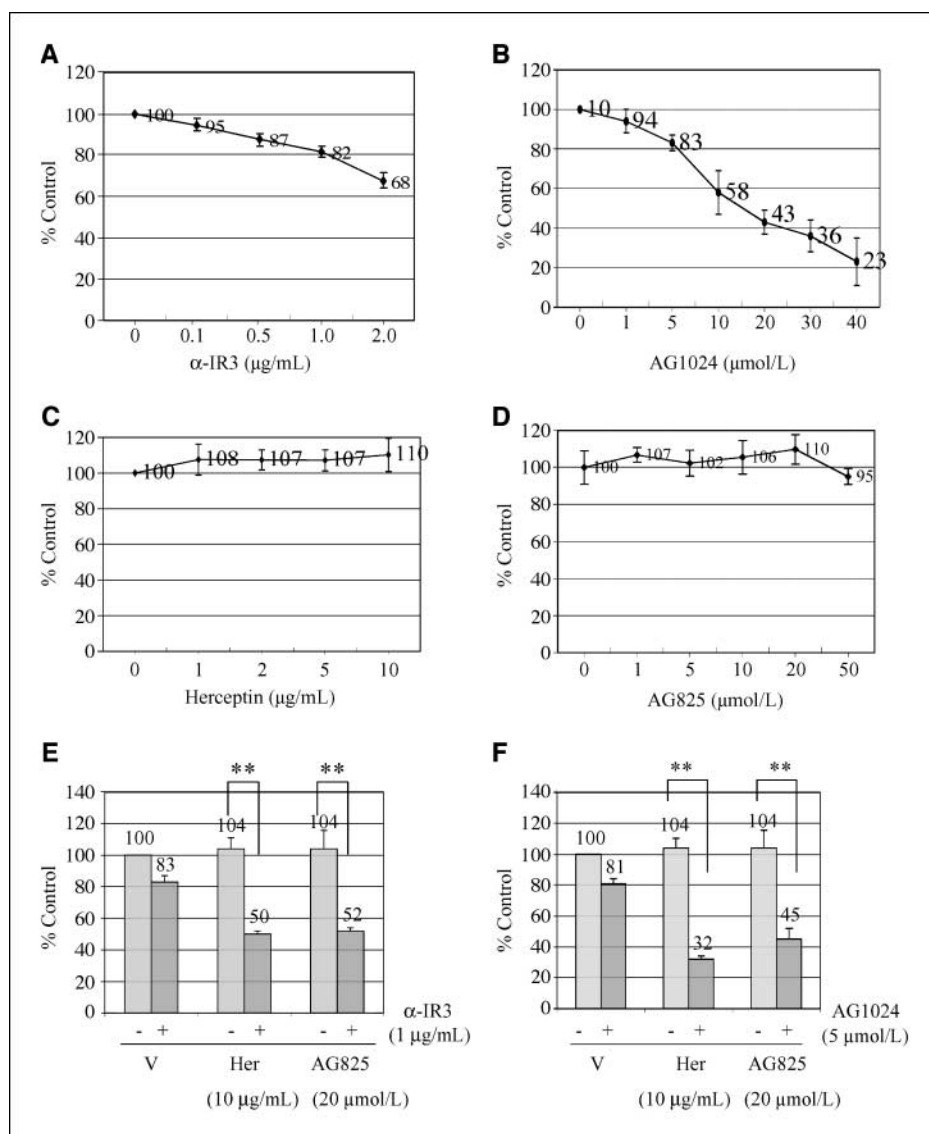 A
120
100
80
60
40
20
0
% Control
100
95
87
82
68
0 0.1 0.5 1.0 2.0
α-IR3 (µg/mL)
B
120
100
80
60
40
20
0
% Control
10
94
83
58
43
36
23
0 1 5 10 20 30 40
AG1024 (µmol/L)
C
120
100
80
60
40
20
0
% Control
100
108
107
107
110
0 1 2 5 10
Herceptin (µg/mL)
D
120
100
80
60
40
20
0
% Control
100
107
102
106
110
95
0 1 5 10 20 50
AG825 (µmol/L)
E
140
120
100
80
60
40
20
0
% Control
** **
100
83
104
50
104
52
- + - + - +
α-IR3
(1 µg/mL)
V Her AG825
(10 µg/mL) (20 µmol/L)
F
140
120
100
80
60
40
20
0
% Control
** **
100
81
104
32
104
45
- + - + - +
AG1024
(5 µmol/L)
V Her AG825
(10 µg/mL) (20 µmol/L)